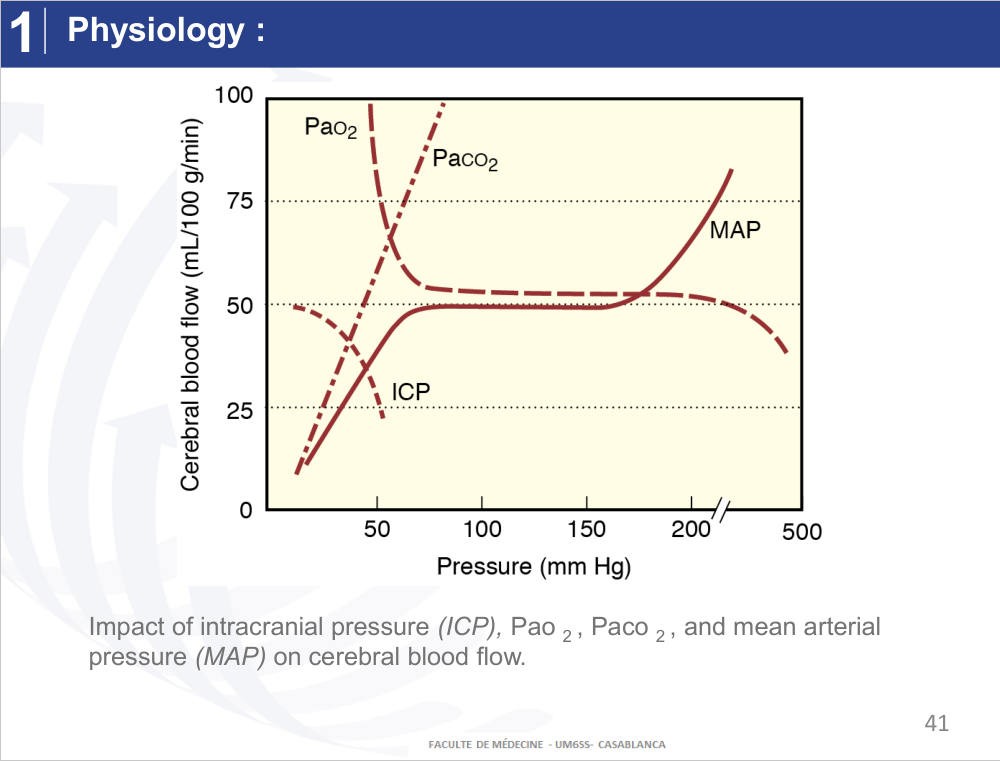 1 Physiology :
100
PaO2
PaCO2
75
MAP
50
ICP
25
0
Cerebral blood flow (mL/100 g/min)
50 100 150 200 500
Pressure (mm Hg)
Impact of intracranial pressure (ICP), Pao 2 , Paco 2 , and mean arterial
pressure (MAP) on cerebral blood flow.
41
FACULTE DE MÉDECINE - UM6SS- CASABLANCA